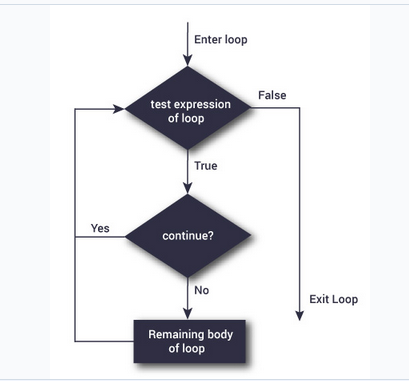 Enter loop
test expression
of loop
False
True
continue?
Yes
No
Exit Loop
Remaining body
of loop